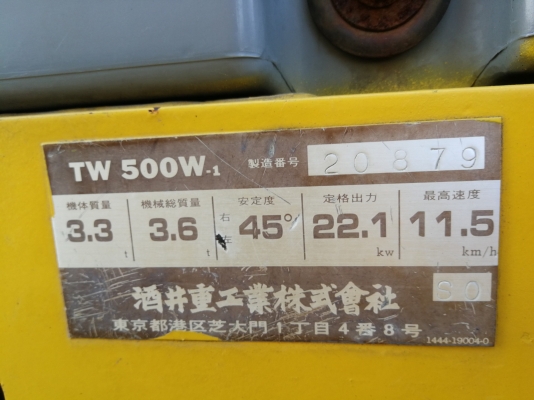 TW 500W-1 製造番号 20879
機体質量 機械総質量 安定度 定格出力 最高速度
3.3 t 3.6 t 右左 45° 22.1 kw 11.5 km/h
酒井重工業株式會社 SO
東京都港区芝大門1丁目4番8号 1444-19004-0